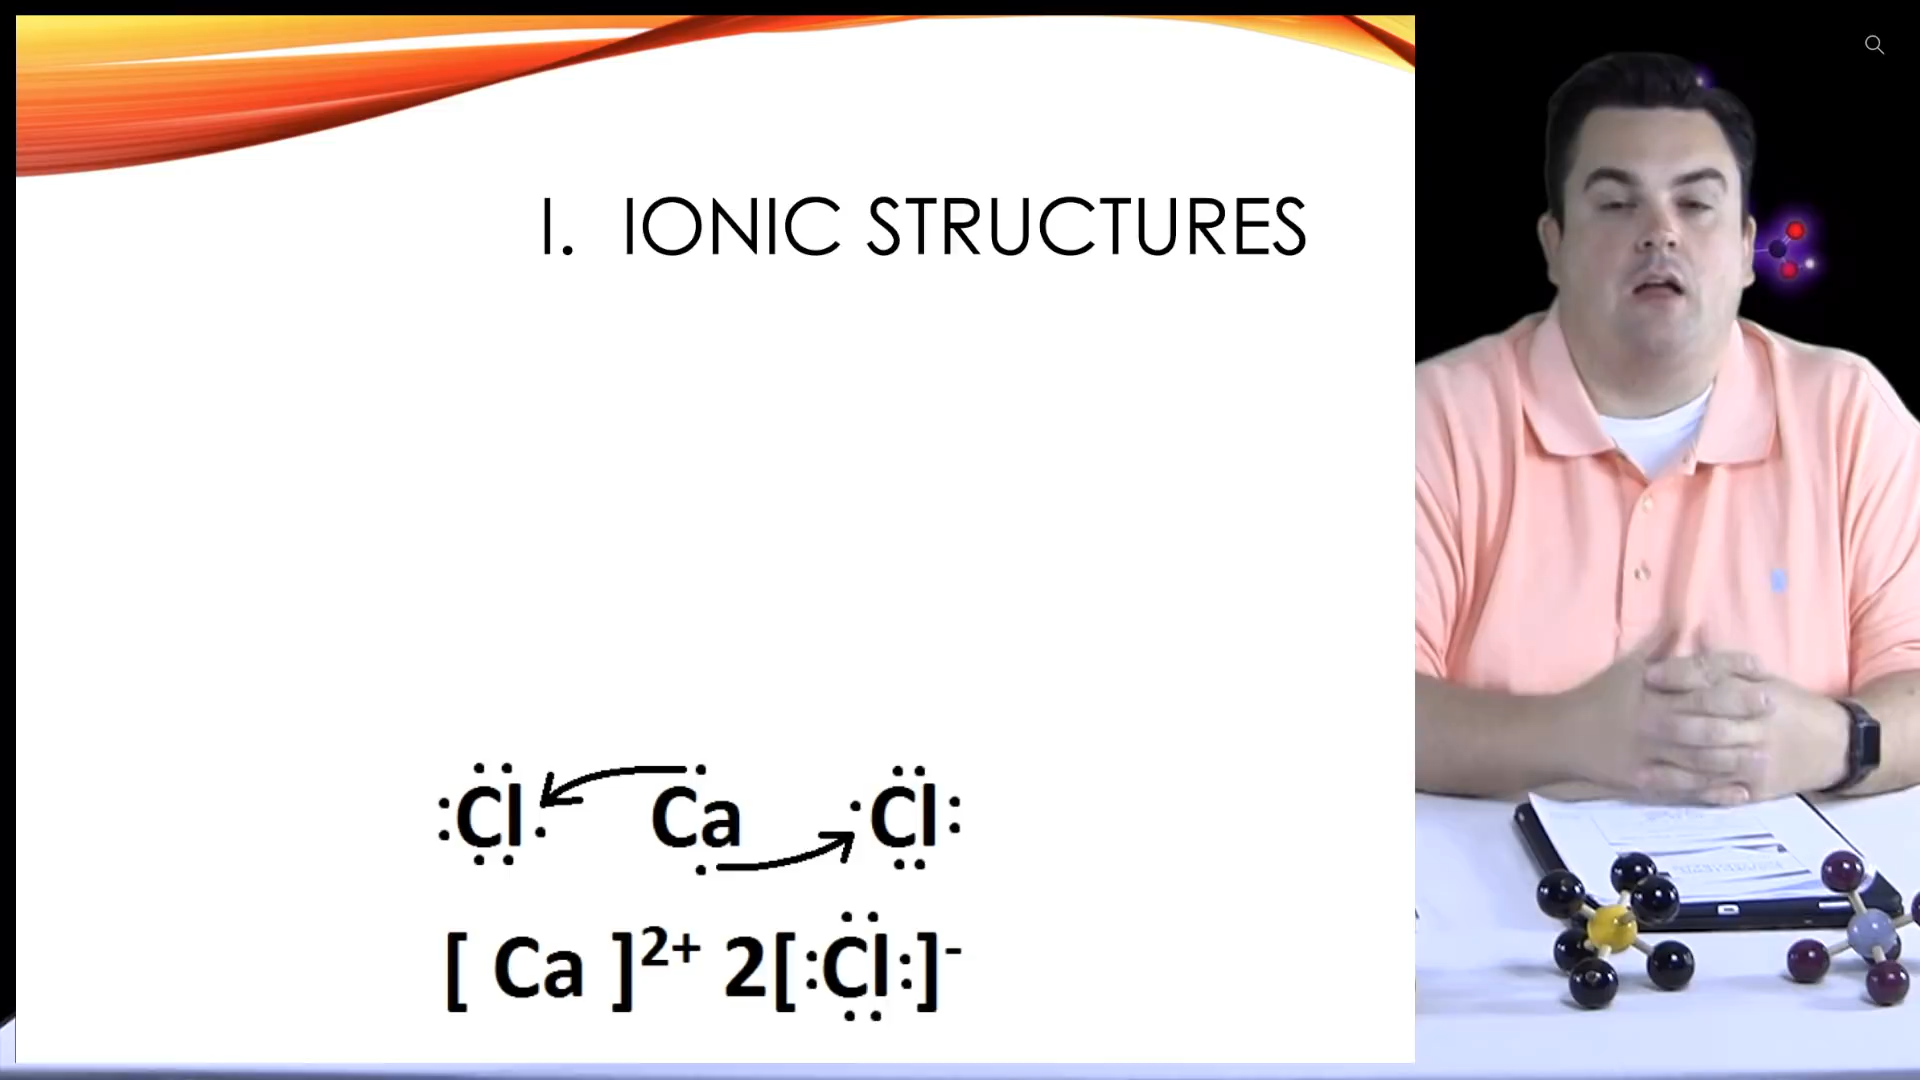 I. IONIC STRUCTURES
:Cl. Ca ·Cl:
[ Ca ]2+ 2[:Cl:]-